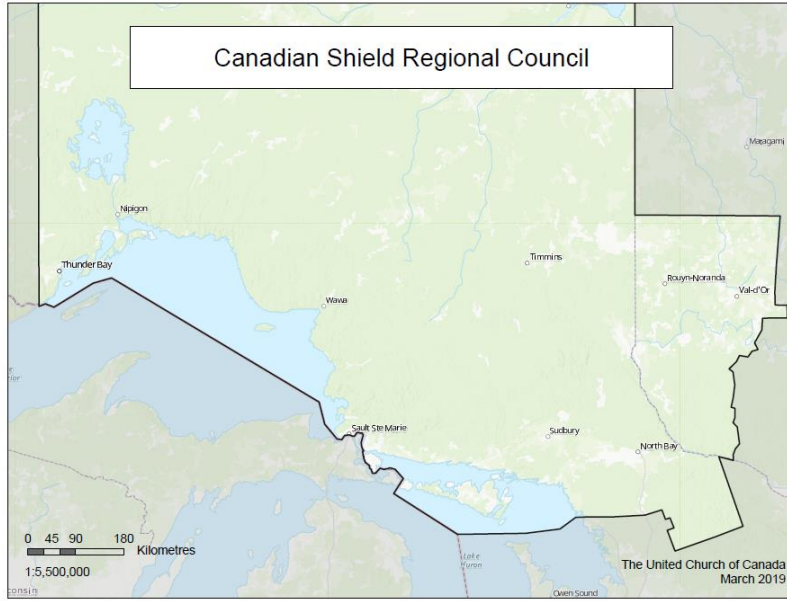 Canadian Shield Regional Council
Matagami
Nipigon
Thunder Bay
Timmins
Rouyn-Noranda
Val-d'Or
Wawa
Sault Ste Marie
Sudbury
North Bay
0 45 90 180
Kilometres
1:5,500,000
Lake
Huron
Owen Sound
The United Church of Canada
March 2019